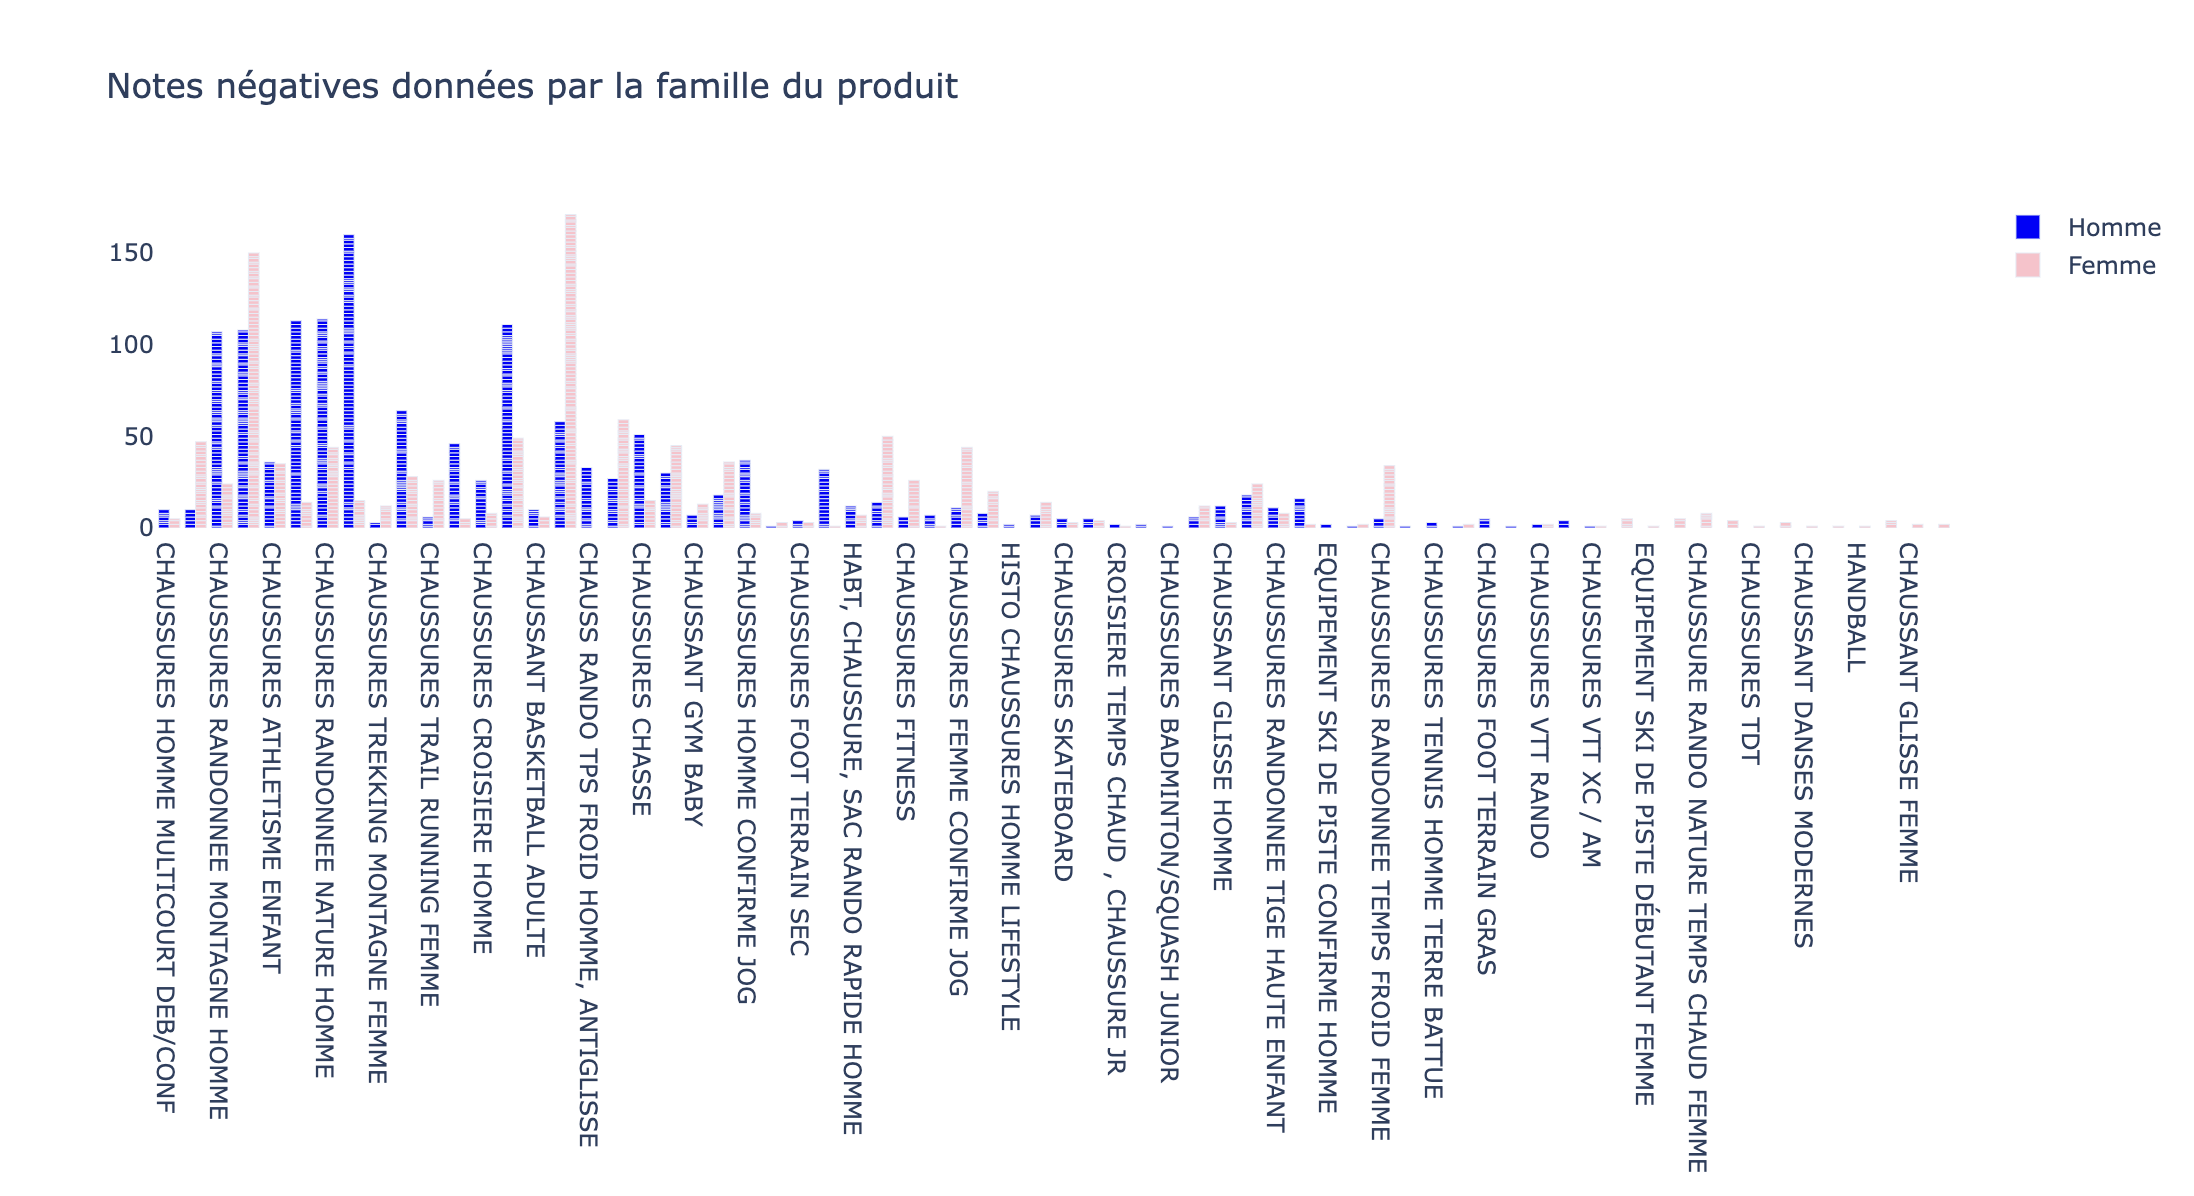 Notes négatives données par la famille du produit
Homme
Femme
150
100
50
0
CHAUSSURES HOMME MULTICOURT DEB/CONF
CHAUSSURES RANDONNEE MONTAGNE HOMME
CHAUSSURES ATHLETISME ENFANT
CHAUSSURES RANDONNEE NATURE HOMME
CHAUSSURES TREKKING MONTAGNE FEMME
CHAUSSURES TRAIL RUNNING FEMME
CHAUSSURES CROISIERE HOMME
CHAUSSANT BASKETBALL ADULTE
CHAUSS RANDO TPS FROID HOMME, ANTIGLISSE
CHAUSSURES CHASSE
CHAUSSANT GYM BABY
CHAUSSURES HOMME CONFIRME JOG
CHAUSSURES FOOT TERRAIN SEC
HABT, CHAUSSURE, SAC RANDO RAPIDE HOMME
CHAUSSURES FITNESS
CHAUSSURES FEMME CONFIRME JOG
HISTO CHAUSSURES HOMME LIFESTYLE
CHAUSSURES SKATEBOARD
CROISIERE TEMPS CHAUD , CHAUSSURE JR
CHAUSSURES BADMINTON/SQUASH JUNIOR
CHAUSSANT GLISSE HOMME
CHAUSSURES RANDONNEE TIGE HAUTE ENFANT
EQUIPEMENT SKI DE PISTE CONFIRME HOMME
CHAUSSURES RANDONNEE TEMPS FROID FEMME
CHAUSSURES TENNIS HOMME TERRE BATTUE
CHAUSSURES FOOT TERRAIN GRAS
CHAUSSURES VTT RANDO
CHAUSSURES VTT XC / AM
EQUIPEMENT SKI DE PISTE DÉBUTANT FEMME
CHAUSSURE RANDO NATURE TEMPS CHAUD FEMME
CHAUSSURES TDT
CHAUSSANT DANSES MODERNES
HANDBALL
CHAUSSANT GLISSE FEMME